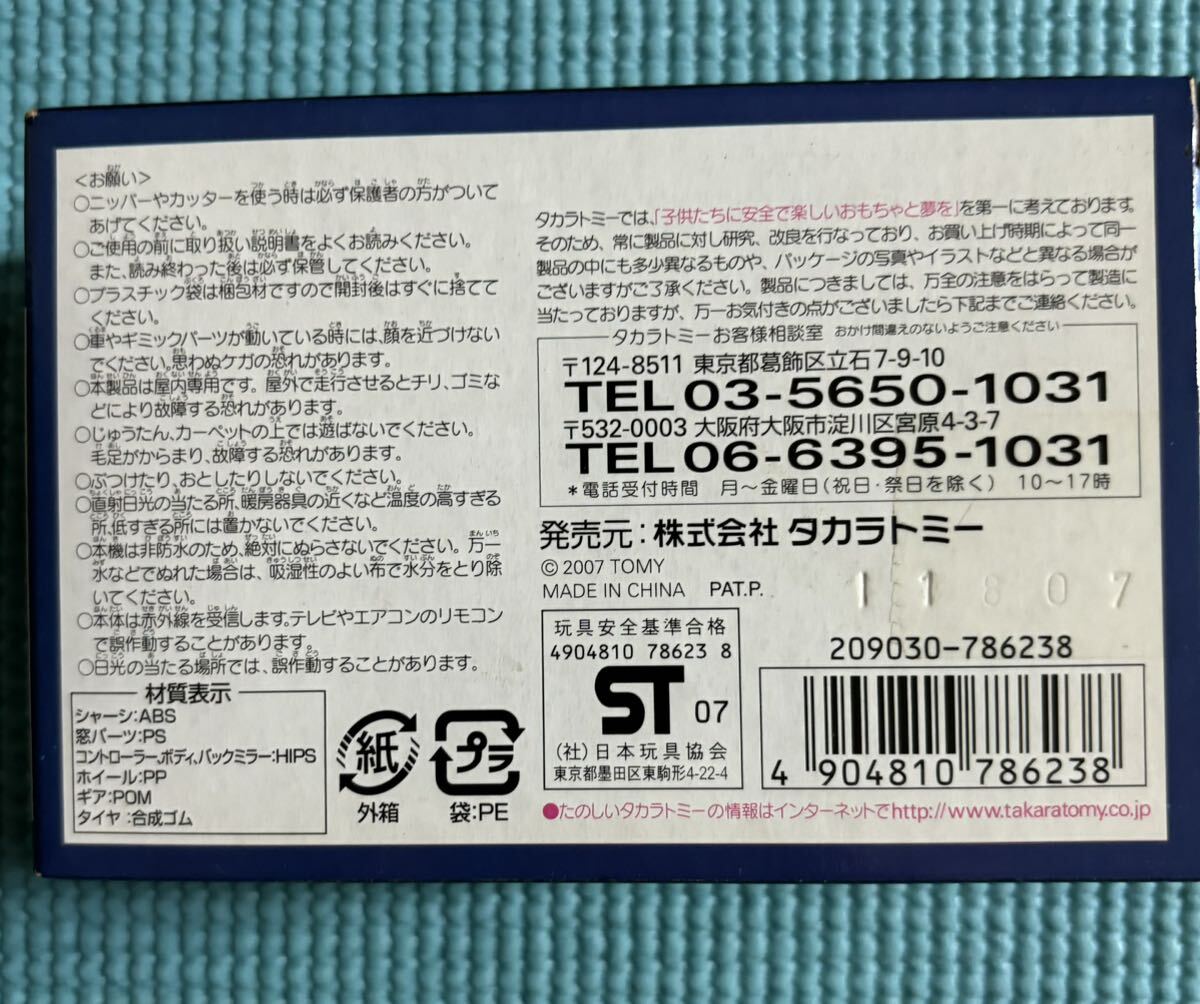 <お願い>
○ニッパーやカッターを使う時は必ず保護者の方がついて
あげてください。
○ご使用の前に取り扱い説明書をよくお読みください。
また、読み終わった後は必ず保管してください。
○プラスチック袋は梱包材ですので開封後はすぐに捨てて
ください。
○車やギミックパーツが動いている時には、顔を近づけない
でください。思わぬケガの恐れがあります。
○本製品は屋内専用です。屋外で走行させるとチリ、ゴミな
どにより故障する恐れがあります。
○じゅうたん、カーペットの上では遊ばないでください。
毛足がからまり、故障する恐れがあります。
○ぶつけたり、おとしたりしないでください。
○直射日光の当たる所、暖房器具の近くなど温度の高すぎる
所、低すぎる所には置かないでください。
○本機は非防水のため、絶対にぬらさないでください。万一
水などでぬれた場合は、吸湿性のよい布で水分をとり除
いてください。
○本体は赤外線を受信します。テレビやエアコンのリモコン
で誤作動することがあります。
○日光の当たる場所では、誤作動することがあります。
材質表示
シャーシ:ABS
窓パーツ:PS
コントローラー、ボディ、バックミラー:HIPS
ホイール:PP
ギア:POM
タイヤ:合成ゴム
紙
外箱
プラ
袋:PE
タカラトミーでは、「子供たちに安全で楽しいおもちゃと夢を」を第一に考えております。
そのため、常に製品に対し研究、改良を行なっており、お買い上げ時期によって同一
製品の中にも多少異なるものや、パッケージの写真やイラストなどと異なる場合が
ございますがご了承ください。製品につきましては、万全の注意をはらって製造に
当たっておりますが、万一お気付きの点がございましたら下記までご連絡ください。
タカラトミーお客様相談室 おかけ間違えのないようご注意ください
〒124-8511 東京都葛飾区立石7-9-10
TEL 03-5650-1031
〒532-0003 大阪府大阪市淀川区宮原4-3-7
TEL 06-6395-1031
*電話受付時間 月~金曜日(祝日・祭日を除く) 10~17時
発売元:株式会社 タカラトミー
© 2007 TOMY
MADE IN CHINA PAT.P.
11807
玩具安全基準合格
4904810 78623 8
ST 07
(社)日本玩具協会
東京都墨田区東駒形4-22-4
209030-786238
4 904810 786238
●たのしいタカラトミーの情報はインターネットでhttp://www.takaratomy.co.jp